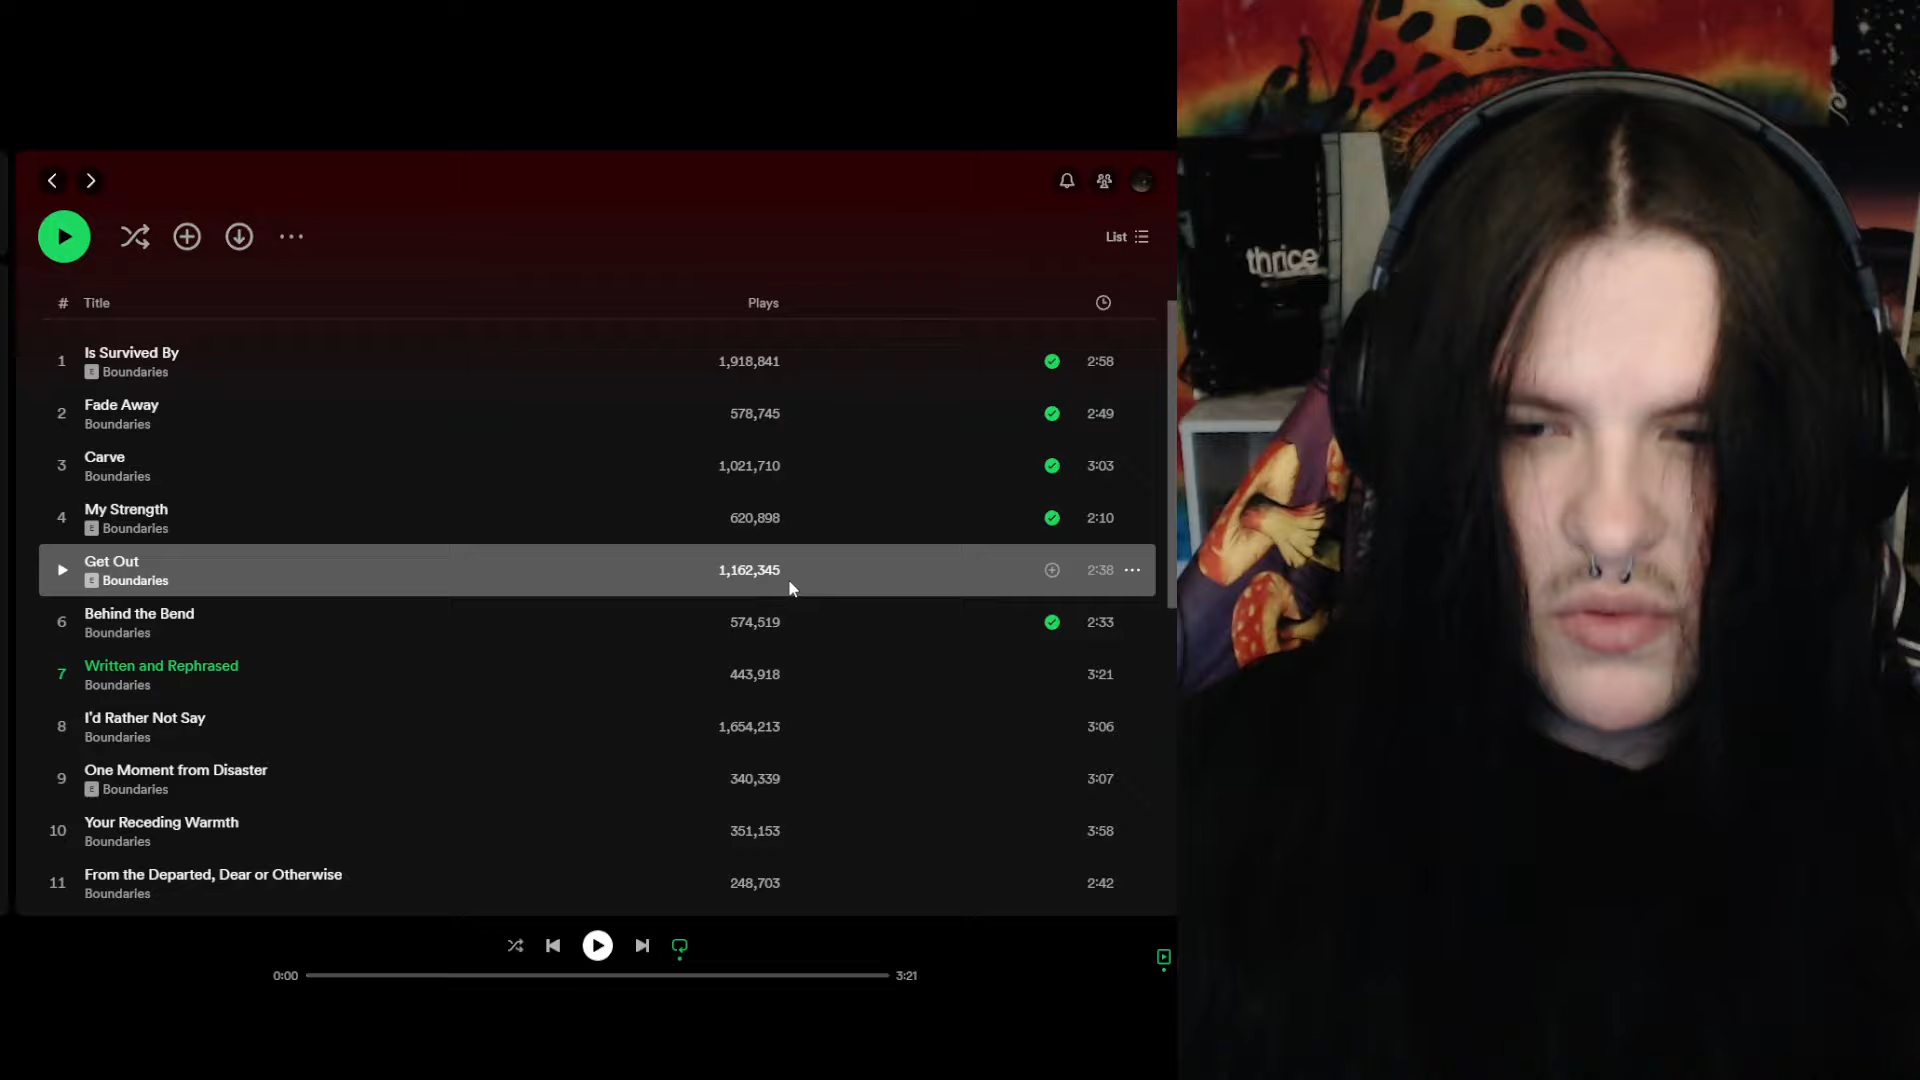 List
# Title Plays
1 Is Survived By 1,918,841 2:58
E Boundaries
2 Fade Away 578,745 2:49
Boundaries
3 Carve 1,021,710 3:03
Boundaries
4 My Strength 620,898 2:10
E Boundaries
Get Out 1,162,345 2:38
E Boundaries
6 Behind the Bend 574,519 2:33
Boundaries
7 Written and Rephrased 443,918 3:21
Boundaries
8 I'd Rather Not Say 1,654,213 3:06
Boundaries
9 One Moment from Disaster 340,339 3:07
E Boundaries
10 Your Receding Warmth 351,153 3:58
Boundaries
11 From the Departed, Dear or Otherwise 248,703 2:42
Boundaries
0:00 3:21
thrice